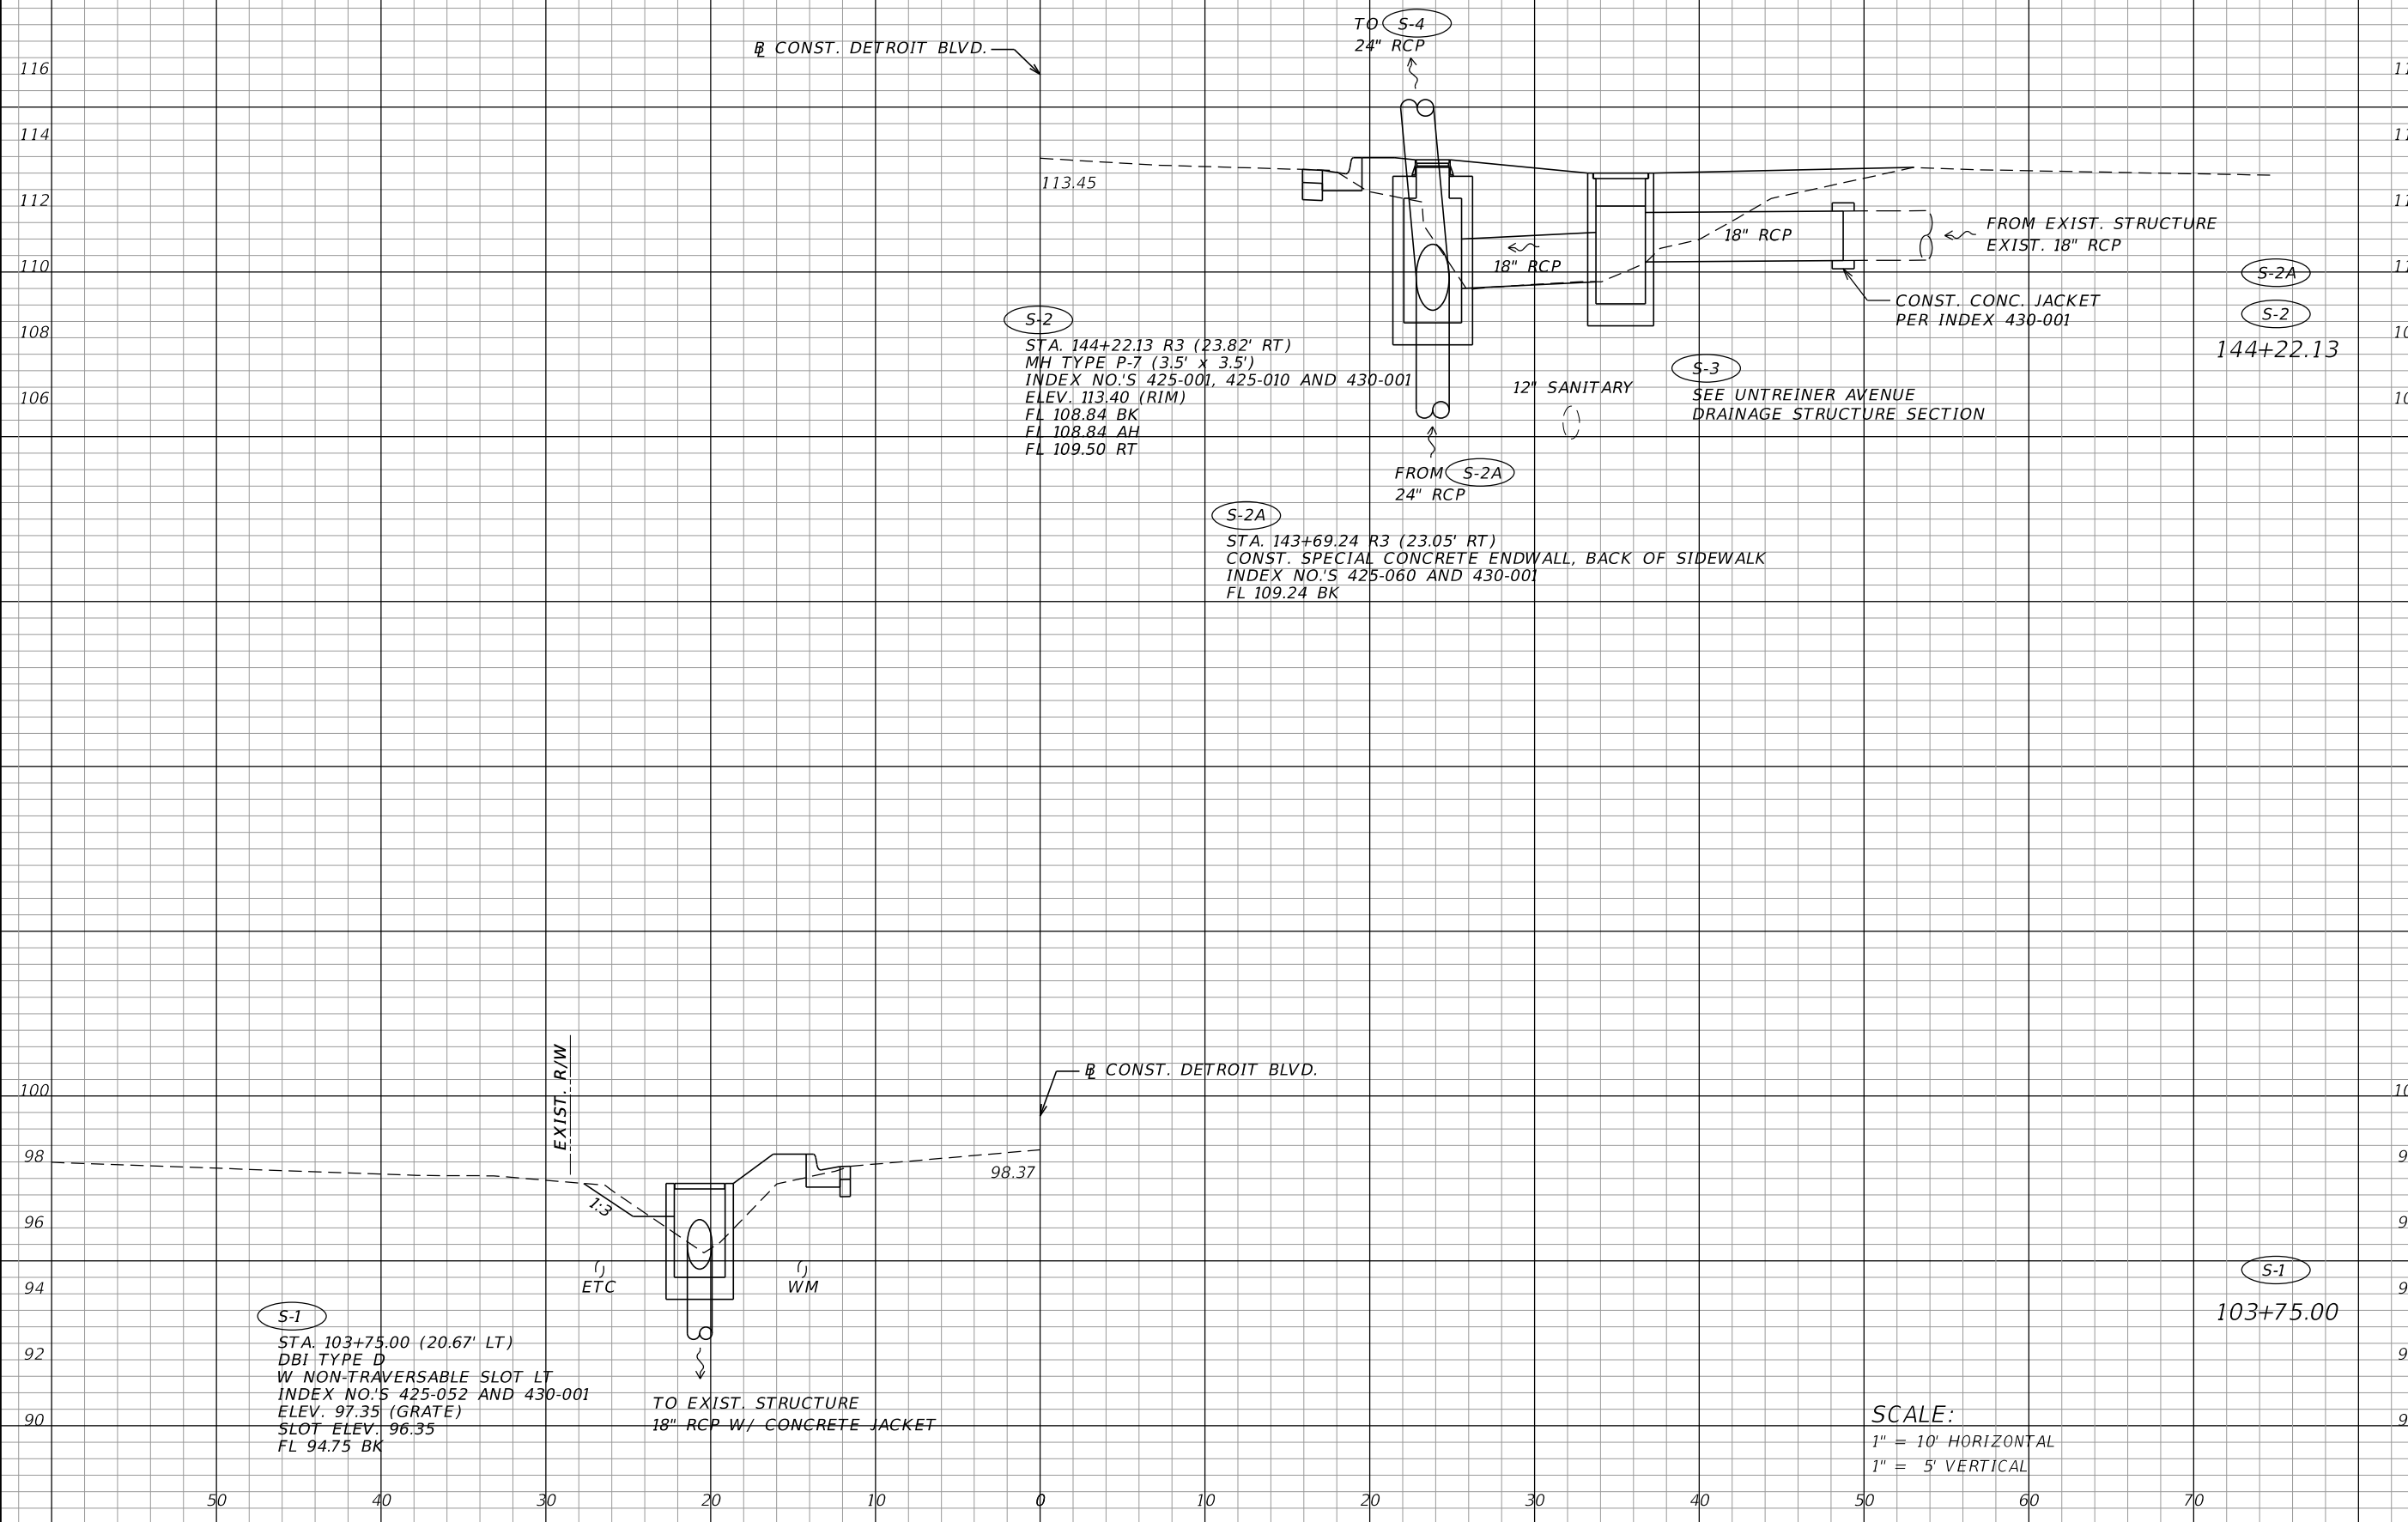 TO S-4
24" RCP
BL CONST. DETROIT BLVD.
116
114
112
110
108
106
113.45
18" RCP
18" RCP
FROM EXIST. STRUCTURE
EXIST. 18" RCP
CONST. CONC. JACKET
PER INDEX 430-001
S-2A
S-2
144+22.13
S-2
STA. 144+22.13 R3 (23.82' RT)
MH TYPE P-7 (3.5' x 3.5')
INDEX NO.'S 425-001, 425-010 AND 430-001
ELEV. 113.40 (RIM)
FL 108.84 BK
FL 108.84 AH
FL 109.50 RT
12" SANITARY
S-3
SEE UNTREINER AVENUE
DRAINAGE STRUCTURE SECTION
FROM S-2A
24" RCP
S-2A
STA. 143+69.24 R3 (23.05' RT)
CONST. SPECIAL CONCRETE ENDWALL, BACK OF SIDEWALK
INDEX NO.'S 425-060 AND 430-001
FL 109.24 BK
EXIST. R/W
BL CONST. DETROIT BLVD.
100
98
96
94
92
90
98.37
1:3
ETC
WM
S-1
103+75.00
S-1
STA. 103+75.00 (20.67' LT)
DBI TYPE D
W NON-TRAVERSABLE SLOT LT
INDEX NO.'S 425-052 AND 430-001
ELEV. 97.35 (GRATE)
SLOT ELEV. 96.35
FL 94.75 BK
TO EXIST. STRUCTURE
18" RCP W/ CONCRETE JACKET
SCALE:
1" = 10' HORIZONTAL
1" = 5' VERTICAL
50 40 30 20 10 0 10 20 30 40 50 60 70